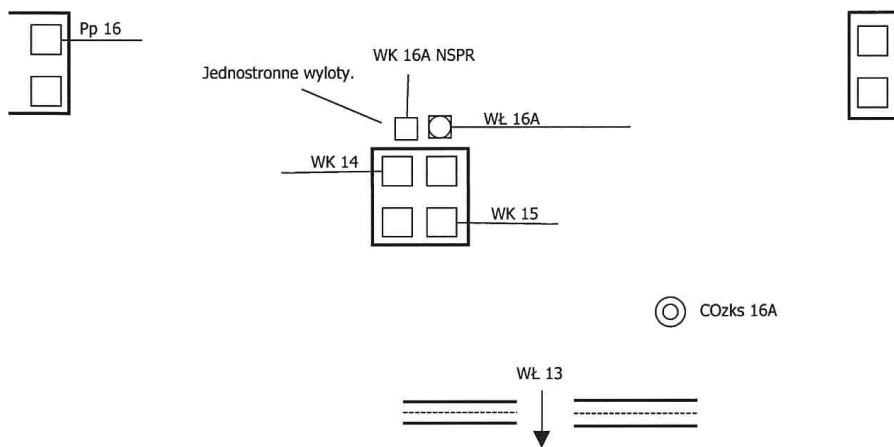 Pp 16
WK 16A NSPR
Jednostronne wyloty.
WŁ 16A
WK 14
WK 15
COzks 16A
WŁ 13